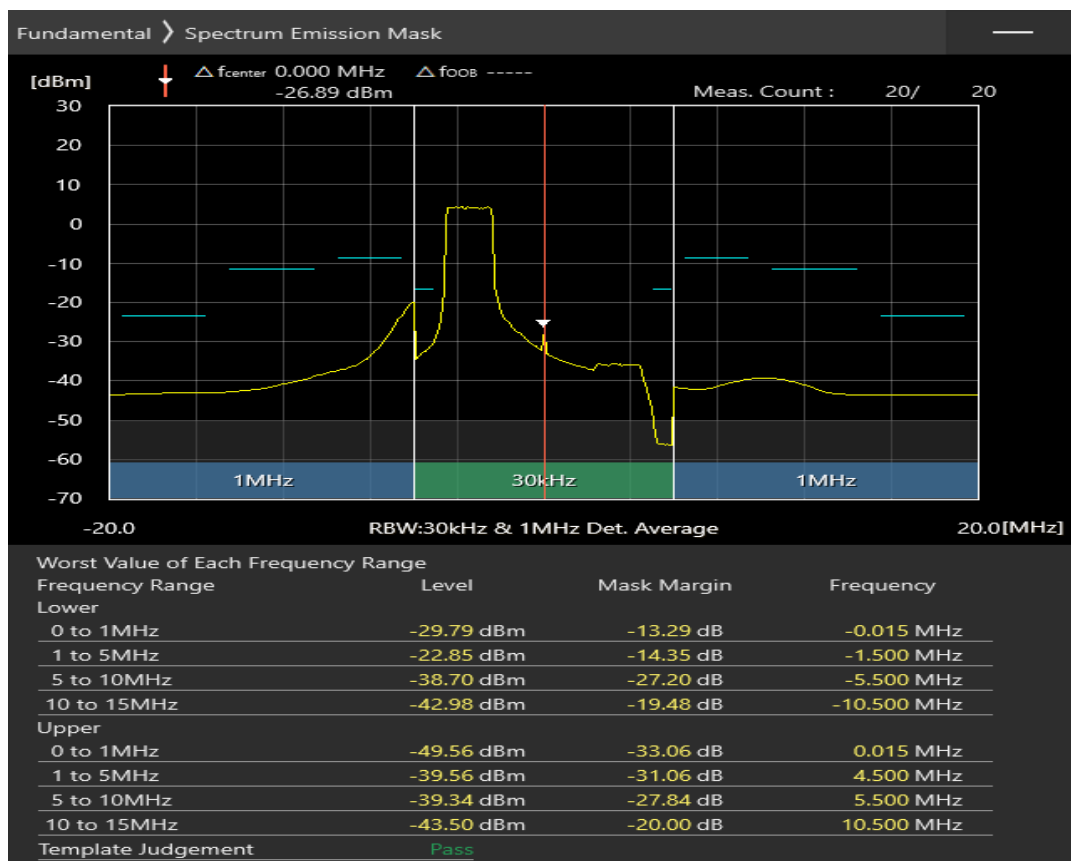 Fundamental ❯ Spectrum Emission Mask
[dBm] △ fcenter 0.000 MHz △ fOOB -----
-26.89 dBm Meas. Count : 20/ 20
30
20
10
0
-10
-20
-30
-40
-50
-60
-70
1MHz 30kHz 1MHz
-20.0 RBW:30kHz & 1MHz Det. Average 20.0[MHz]
Worst Value of Each Frequency Range
Frequency Range Level Mask Margin Frequency
Lower
0 to 1MHz -29.79 dBm -13.29 dB -0.015 MHz
1 to 5MHz -22.85 dBm -14.35 dB -1.500 MHz
5 to 10MHz -38.70 dBm -27.20 dB -5.500 MHz
10 to 15MHz -42.98 dBm -19.48 dB -10.500 MHz
Upper
0 to 1MHz -49.56 dBm -33.06 dB 0.015 MHz
1 to 5MHz -39.56 dBm -31.06 dB 4.500 MHz
5 to 10MHz -39.34 dBm -27.84 dB 5.500 MHz
10 to 15MHz -43.50 dBm -20.00 dB 10.500 MHz
Template Judgement Pass